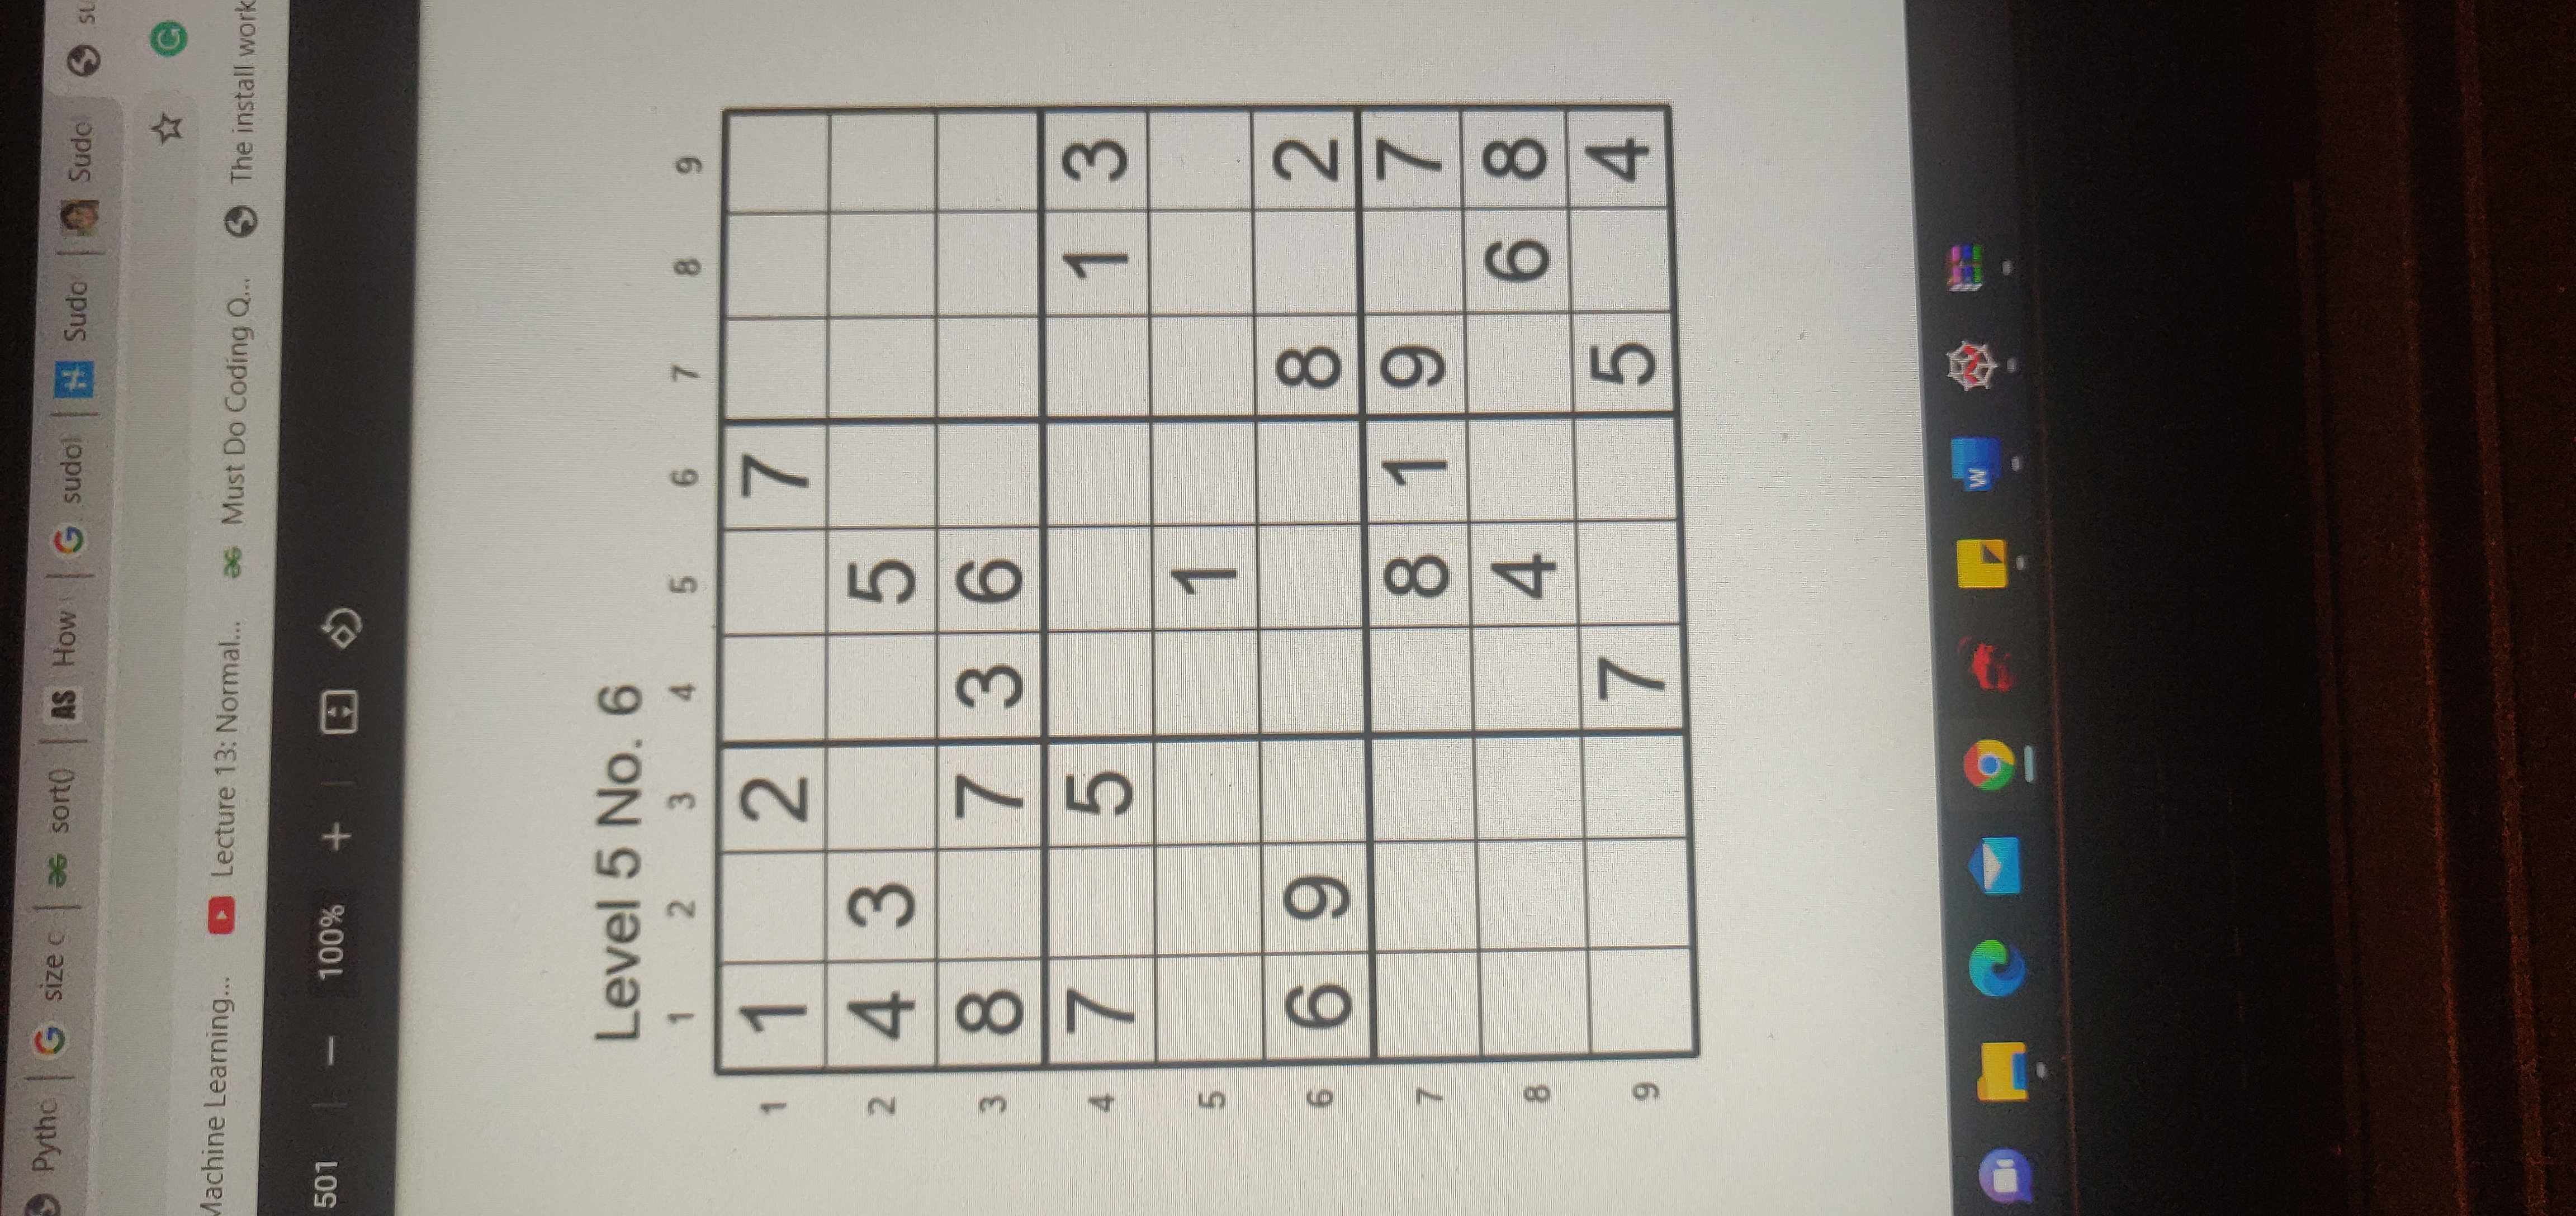 Pytho size c sort() AS How sudol Sudo Sudol su
Machine Learning... Lecture 13: Normal... Must Do Coding Q... The install work
501 100%
Level 5 No. 6
1 2 3 4 5 6 7 8 9
1 1 2 7
2 4 3 5
3 8 7 3 6
4 7 5 1 3
5 1
6 6 9 8 2
7 8 1 9 7
8 4 6 8
9 7 5 4
W